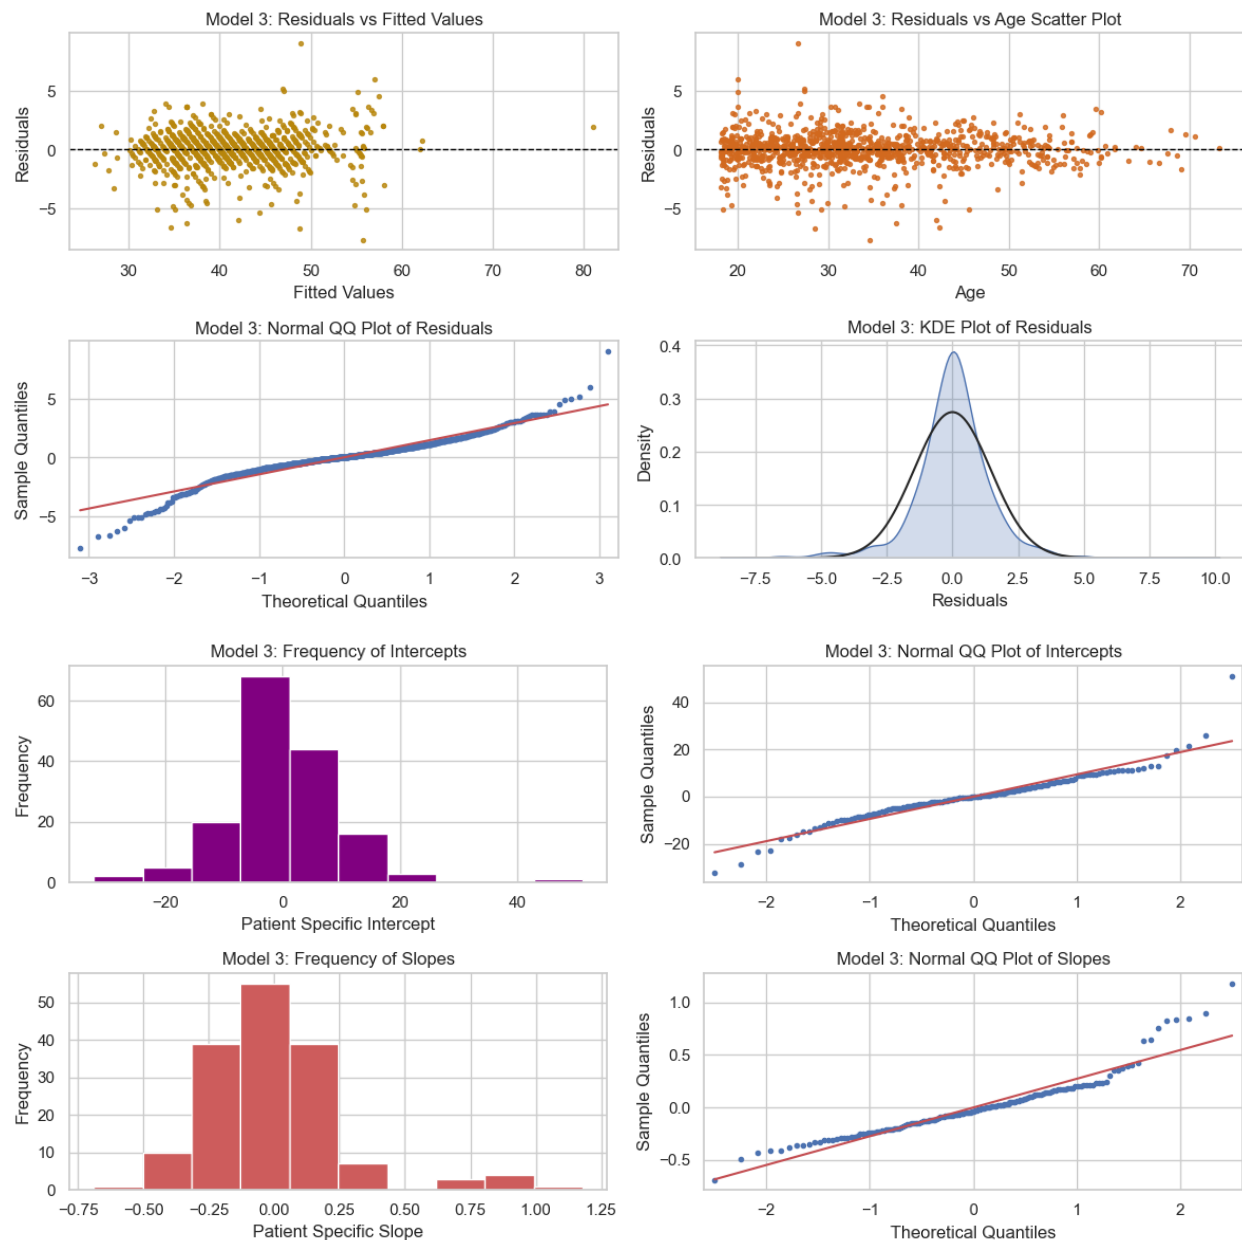 Model 3: Residuals vs Fitted Values
Residuals
5
0
−5
30 40 50 60 70 80
Fitted Values
Model 3: Residuals vs Age Scatter Plot
Residuals
5
0
−5
20 30 40 50 60 70
Age
Model 3: Normal QQ Plot of Residuals
Sample Quantiles
5
0
−5
−3 −2 −1 0 1 2 3
Theoretical Quantiles
Model 3: KDE Plot of Residuals
Density
0.4
0.3
0.2
0.1
0.0
−7.5 −5.0 −2.5 0.0 2.5 5.0 7.5 10.0
Residuals
Model 3: Frequency of Intercepts
Frequency
60
40
20
0
−20 0 20 40
Patient Specific Intercept
Model 3: Normal QQ Plot of Intercepts
Sample Quantiles
40
20
0
−20
−2 −1 0 1 2
Theoretical Quantiles
Model 3: Frequency of Slopes
Frequency
50
40
30
20
10
0
−0.75 −0.50 −0.25 0.00 0.25 0.50 0.75 1.00 1.25
Patient Specific Slope
Model 3: Normal QQ Plot of Slopes
Sample Quantiles
1.0
0.5
0.0
−0.5
−2 −1 0 1 2
Theoretical Quantiles